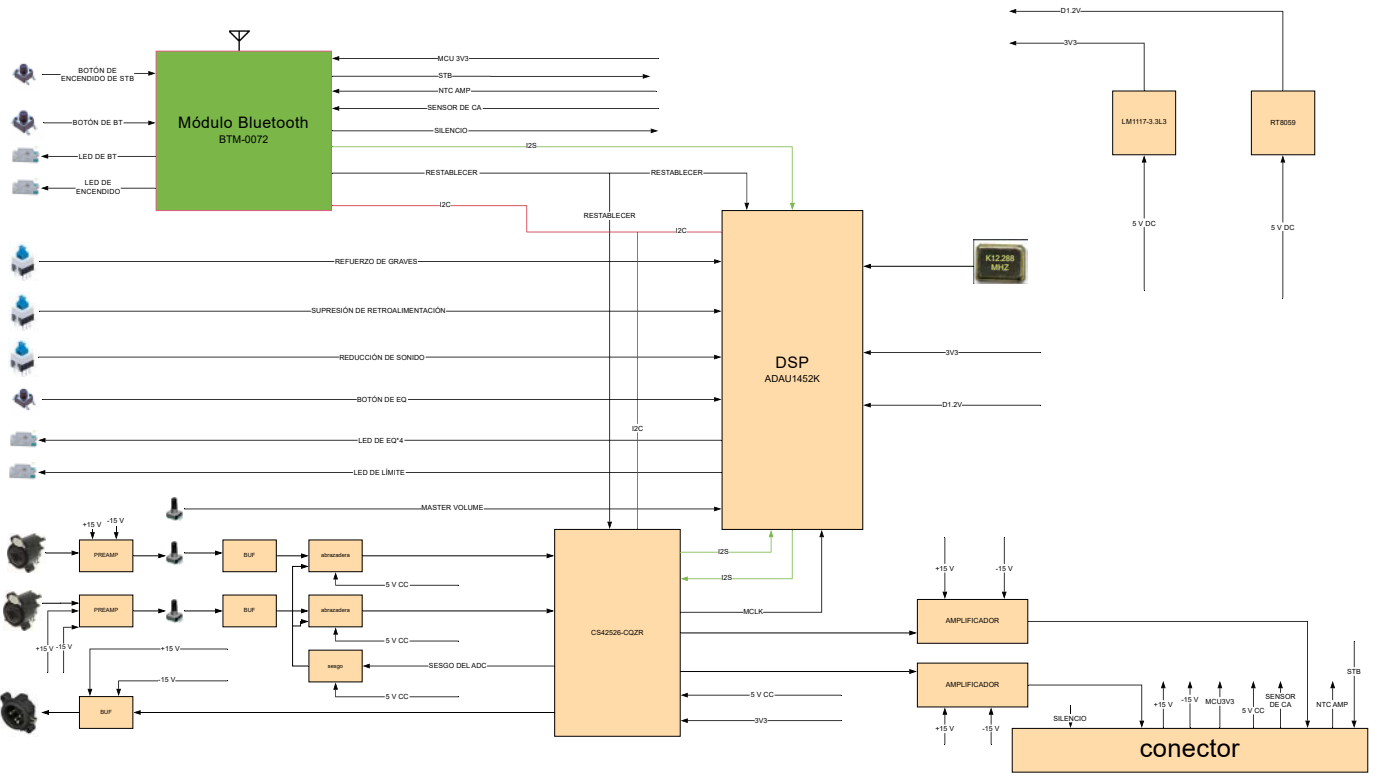 D1.2V
3V3
LM1117-3.3L3
RT8059
5 V DC
5 V DC
BOTÓN DE
ENCENDIDO DE STB
BOTÓN DE BT
LED DE BT
LED DE
ENCENDIDO
Módulo Bluetooth
BTM-0072
MCU 3V3
STB
NTC AMP
SENSOR DE CA
SILENCIO
I2S
RESTABLECER
RESTABLECER
RESTABLECER
I2C
I2C
I2C
REFUERZO DE GRAVES
SUPRESIÓN DE RETROALIMENTACIÓN
REDUCCIÓN DE SONIDO
BOTÓN DE EQ
LED DE EQ*4
LED DE LÍMITE
MASTER VOLUME
DSP
ADAU1452K
K12.288
MHZ
3V3
D1.2V
+15 V
-15 V
PREAMP
BUF
abrazadera
5 V CC
PREAMP
BUF
abrazadera
5 V CC
+15 V
-15 V
sesgo
SESGO DEL ADC
5 V CC
+15 V
15 V
BUF
CS42526-CQZR
I2S
I2S
MCLK
5 V CC
3V3
+15 V
-15 V
AMPLIFICADOR
AMPLIFICADOR
+15 V
-15 V
SILENCIO
+15 V
-15 V
MCU3V3
5 V CC
SENSOR
DE CA
NTC AMP
STB
conector